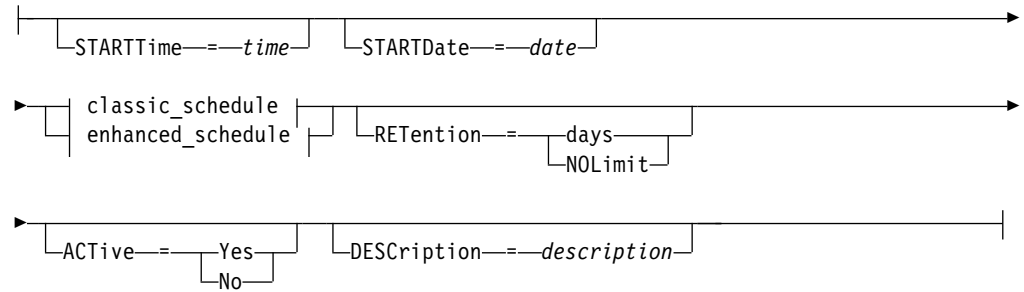 STARTTime = time STARTDate = date
classic_schedule
enhanced_schedule RETention = days
NOLimit
ACTive = Yes DESCription = description
No